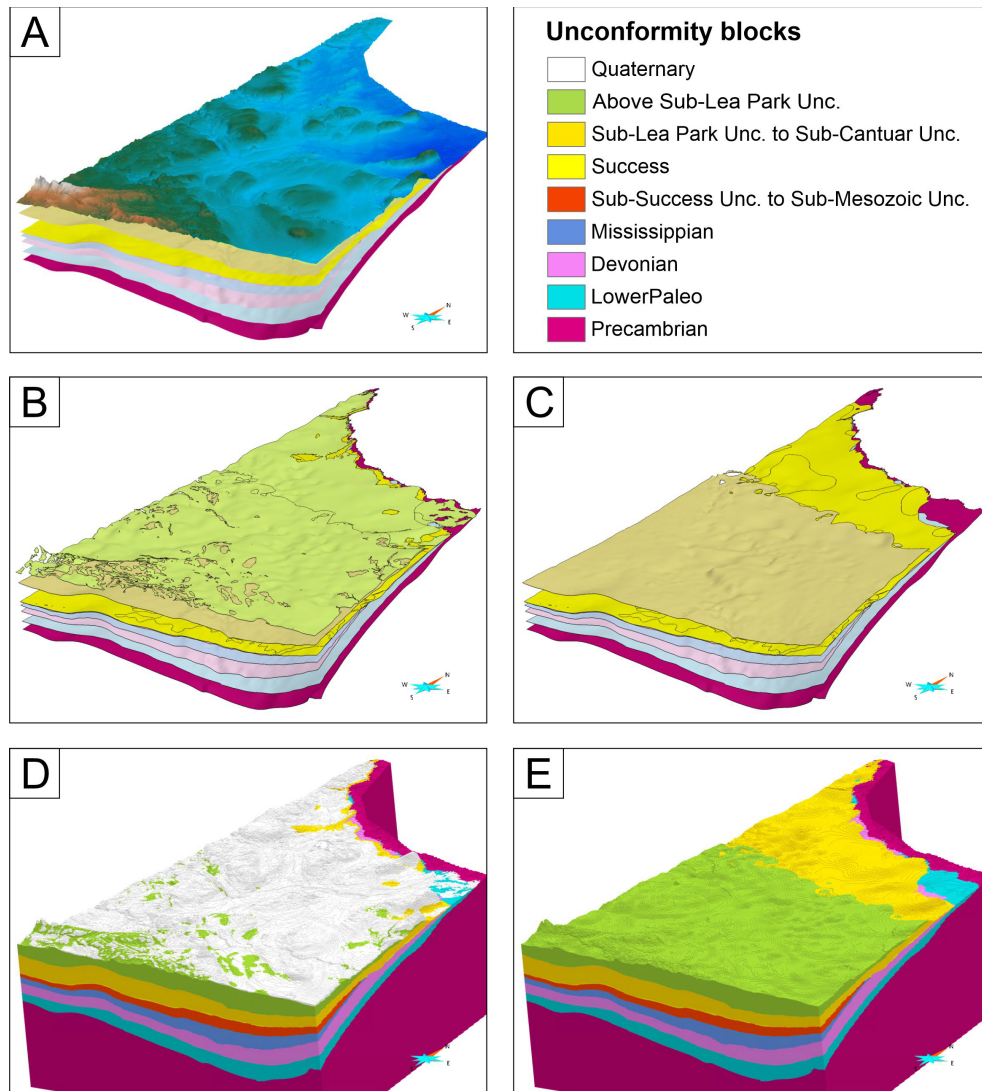 A
Unconformity blocks
Quaternary
Above Sub-Lea Park Unc.
Sub-Lea Park Unc. to Sub-Cantuar Unc.
Success
Sub-Success Unc. to Sub-Mesozoic Unc.
Mississippian
Devonian
LowerPaleo
Precambrian
N
W
E
S
B
N
W
E
S
C
N
W
E
S
D
N
W
E
S
E
N
W
E
S